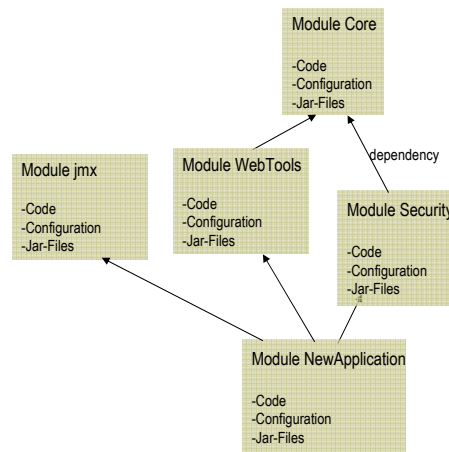 Module Core
-Code
-Configuration
-Jar-Files
dependency
Module jmx
-Code
-Configuration
-Jar-Files
Module WebTools
-Code
-Configuration
-Jar-Files
Module Security
-Code
-Configuration
-Jar-Files
Module NewApplication
-Code
-Configuration
-Jar-Files